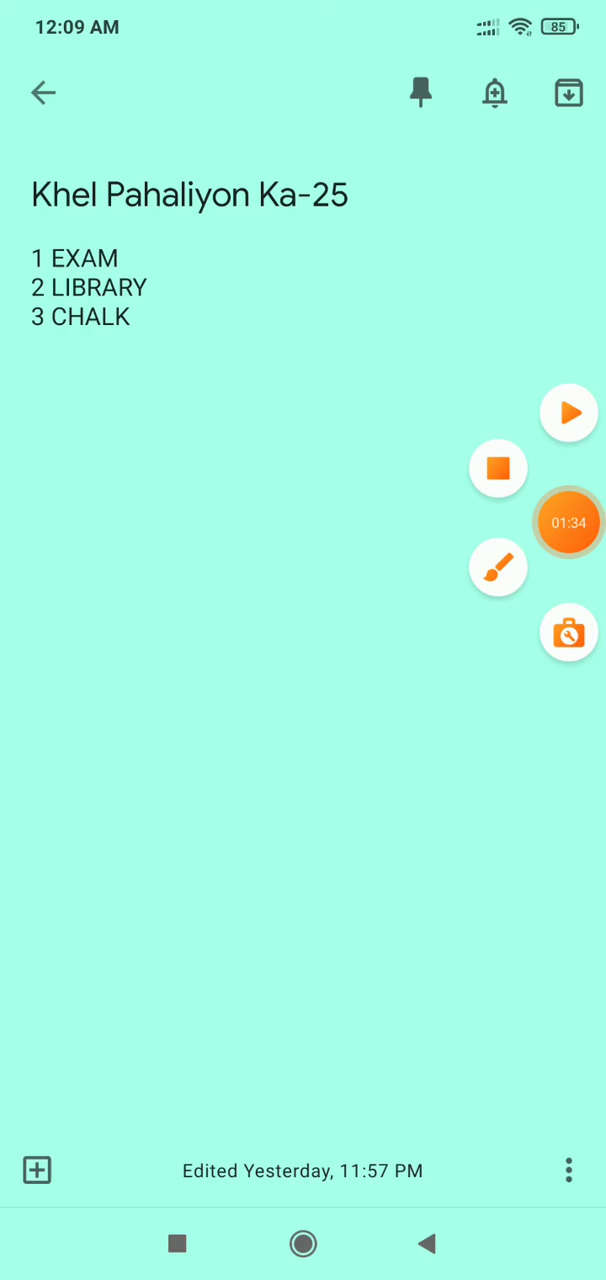 12:09 AM
85
Khel Pahaliyon Ka-25
1 EXAM
2 LIBRARY
3 CHALK
01:34
Edited Yesterday, 11:57 PM